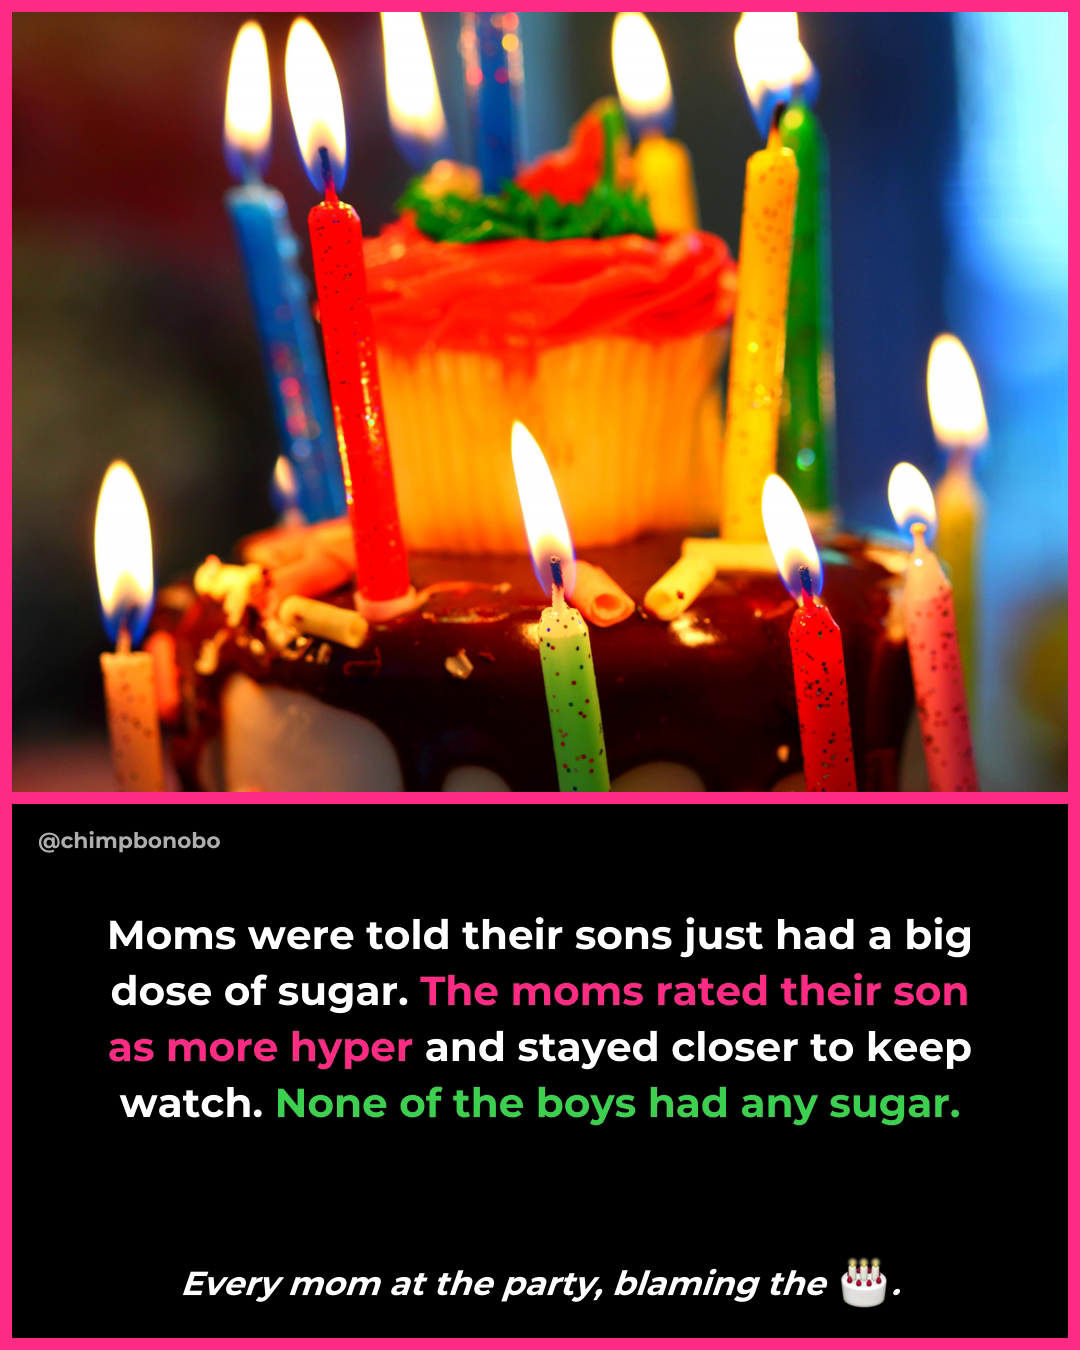 @chimpbonobo
Moms were told their sons just had a big
dose of sugar. The moms rated their son
as more hyper and stayed closer to keep
watch. None of the boys had any sugar.
Every mom at the party, blaming the 🎂.